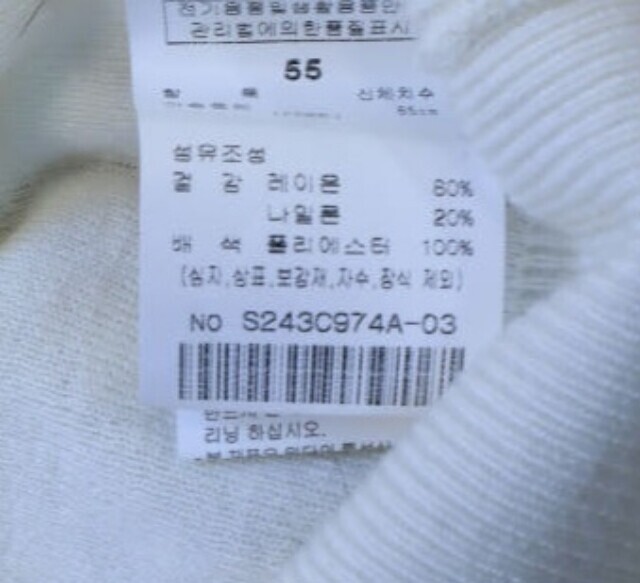 전기용품및생활용품안
관리법에의한품질표시
55
항 목 신체치수
섬유조성
겉 감 레이온 80%
나일론 20%
배 색 폴리에스터 100%
(심지,상표,보강재,자수,장식 제외)
NO S243C974A-03
리닝 하십시오.